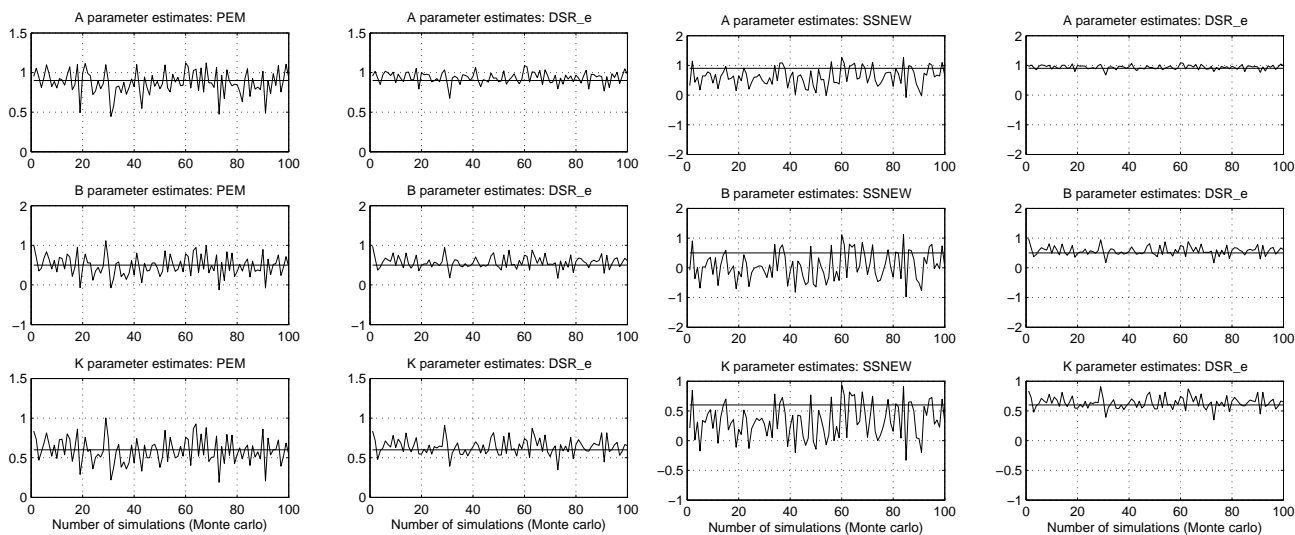 A parameter estimates: PEM
1.5
1
0.5
0
0 20 40 60 80 100
A parameter estimates: DSR_e
1.5
1
0.5
0
0 20 40 60 80 100
A parameter estimates: SSNEW
2
1
0
−1
−2
0 20 40 60 80 100
A parameter estimates: DSR_e
2
1
0
−1
−2
0 20 40 60 80 100
B parameter estimates: PEM
2
1
0
−1
0 20 40 60 80 100
B parameter estimates: DSR_e
2
1
0
−1
0 20 40 60 80 100
B parameter estimates: SSNEW
2
1
0
−1
−2
0 20 40 60 80 100
B parameter estimates: DSR_e
2
1
0
−1
−2
0 20 40 60 80 100
K parameter estimates: PEM
1.5
1
0.5
0
0 20 40 60 80 100
Number of simulations (Monte carlo)
K parameter estimates: DSR_e
1.5
1
0.5
0
0 20 40 60 80 100
Number of simulations (Monte carlo)
K parameter estimates: SSNEW
1
0.5
0
−0.5
−1
0 20 40 60 80 100
Number of simulations (Monte carlo)
K parameter estimates: DSR_e
1
0.5
0
−0.5
−1
0 20 40 60 80 100
Number of simulations (Monte carlo)